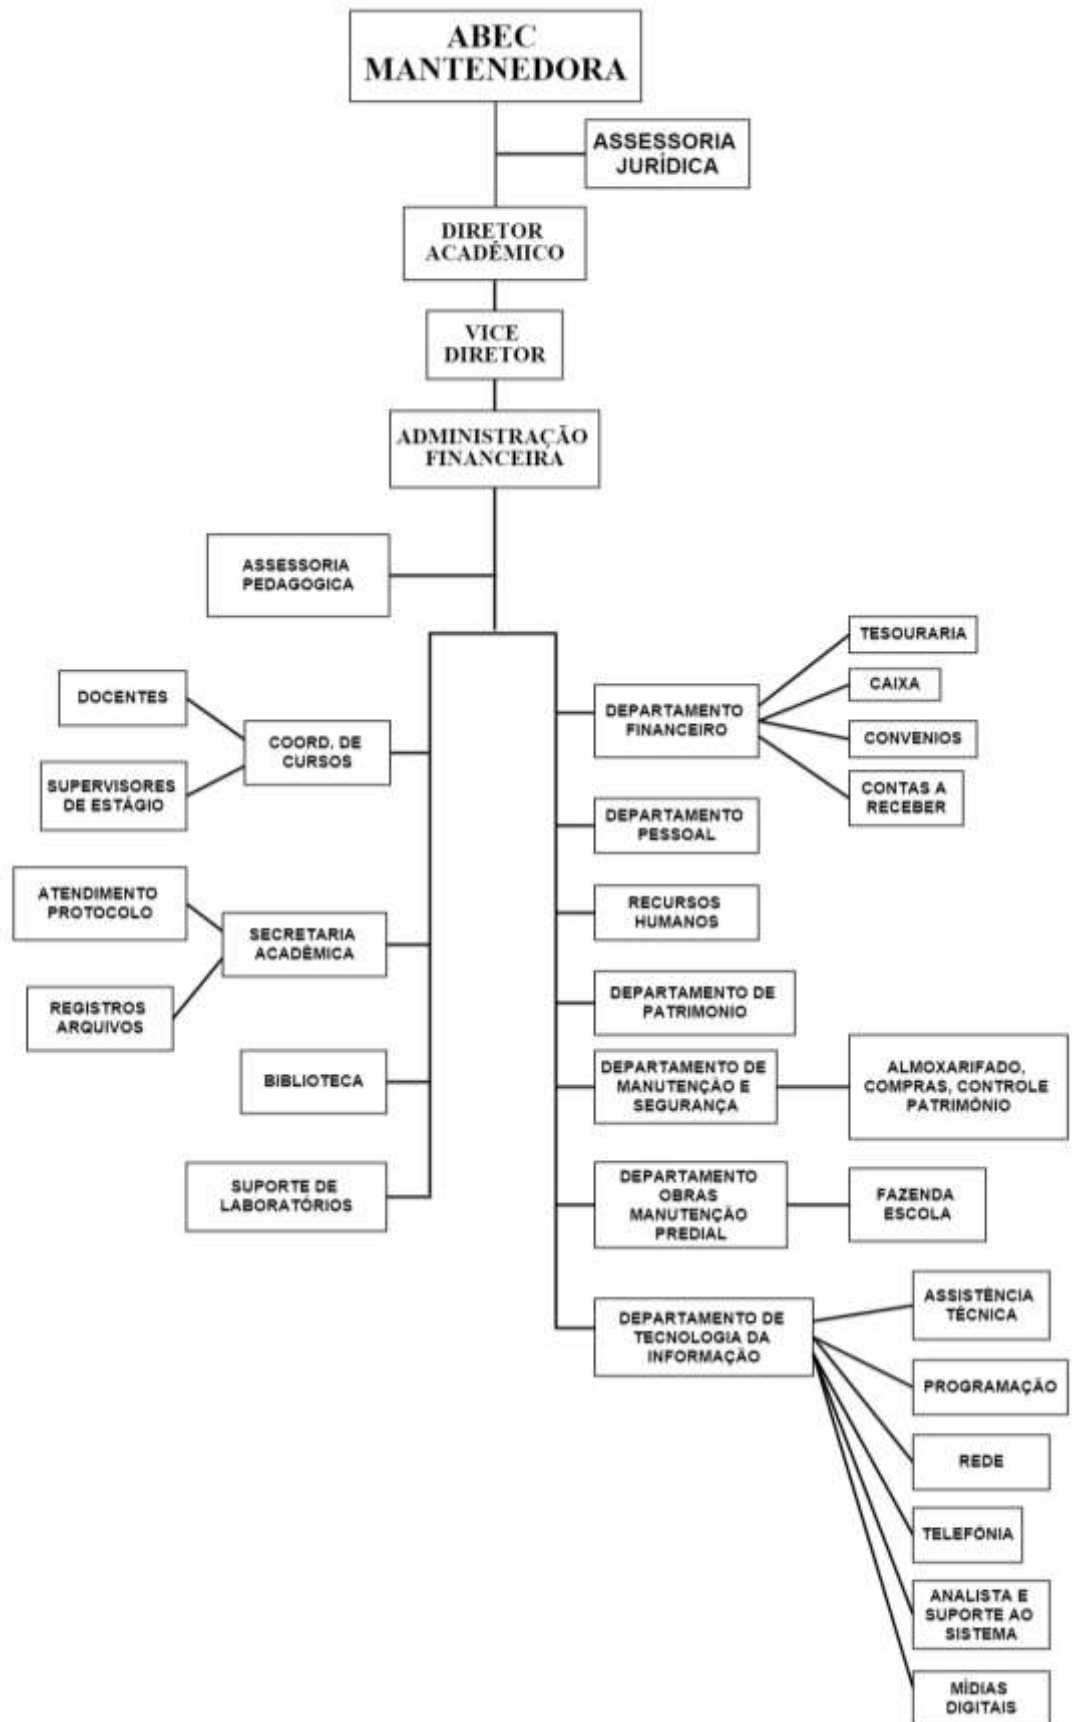 ABEC
MANTENEDORA
ASSESSORIA
JURÍDICA
DIRETOR
ACADÊMICO
VICE
DIRETOR
ADMINISTRAÇÃO
FINANCEIRA
ASSESSORIA
PEDAGOGICA
DOCENTES
COORD. DE
CURSOS
SUPERVISORES
DE ESTÁGIO
ATENDIMENTO
PROTOCOLO
SECRETARIA
ACADÊMICA
REGISTROS
ARQUIVOS
BIBLIOTECA
SUPORTE DE
LABORATÓRIOS
DEPARTAMENTO
FINANCEIRO
TESOURARIA
CAIXA
CONVENIOS
CONTAS A
RECEBER
DEPARTAMENTO
PESSOAL
RECURSOS
HUMANOS
DEPARTAMENTO DE
PATRIMONIO
DEPARTAMENTO DE
MANUTENÇÃO E
SEGURANÇA
ALMOXARIFADO,
COMPRAS, CONTROLE
PATRIMÔNIO
DEPARTAMENTO
OBRAS
MANUTENÇÃO
PREDIAL
FAZENDA
ESCOLA
DEPARTAMENTO DE
TECNOLOGIA DA
INFORMAÇÃO
ASSISTÊNCIA
TÉCNICA
PROGRAMAÇÃO
REDE
TELEFÔNIA
ANALISTA E
SUPORTE AO
SISTEMA
MÍDIAS
DIGITAIS